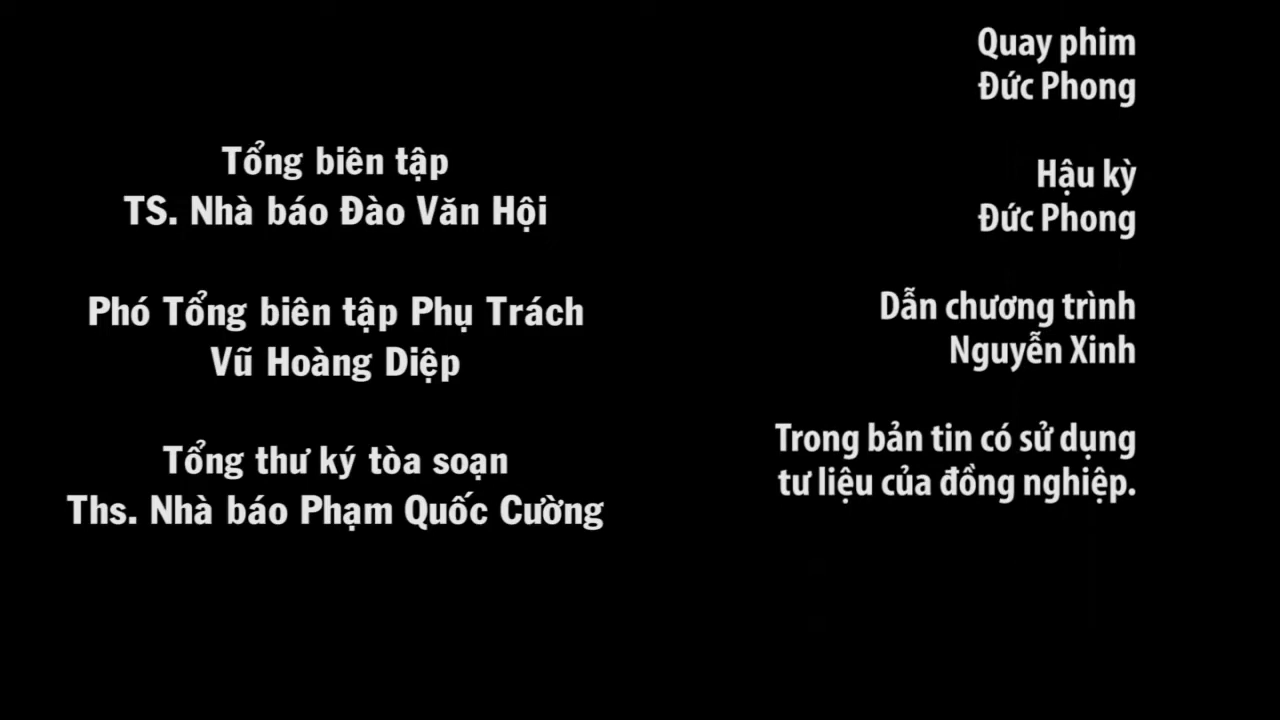 Tổng biên tập
TS. Nhà báo Đào Văn Hội
Phó Tổng biên tập Phụ Trách
Vũ Hoàng Diệp
Tổng thư ký tòa soạn
Ths. Nhà báo Phạm Quốc Cường
Quay phim
Đức Phong
Hậu kỳ
Đức Phong
Dẫn chương trình
Nguyễn Xinh
Trong bản tin có sử dụng
tư liệu của đồng nghiệp.